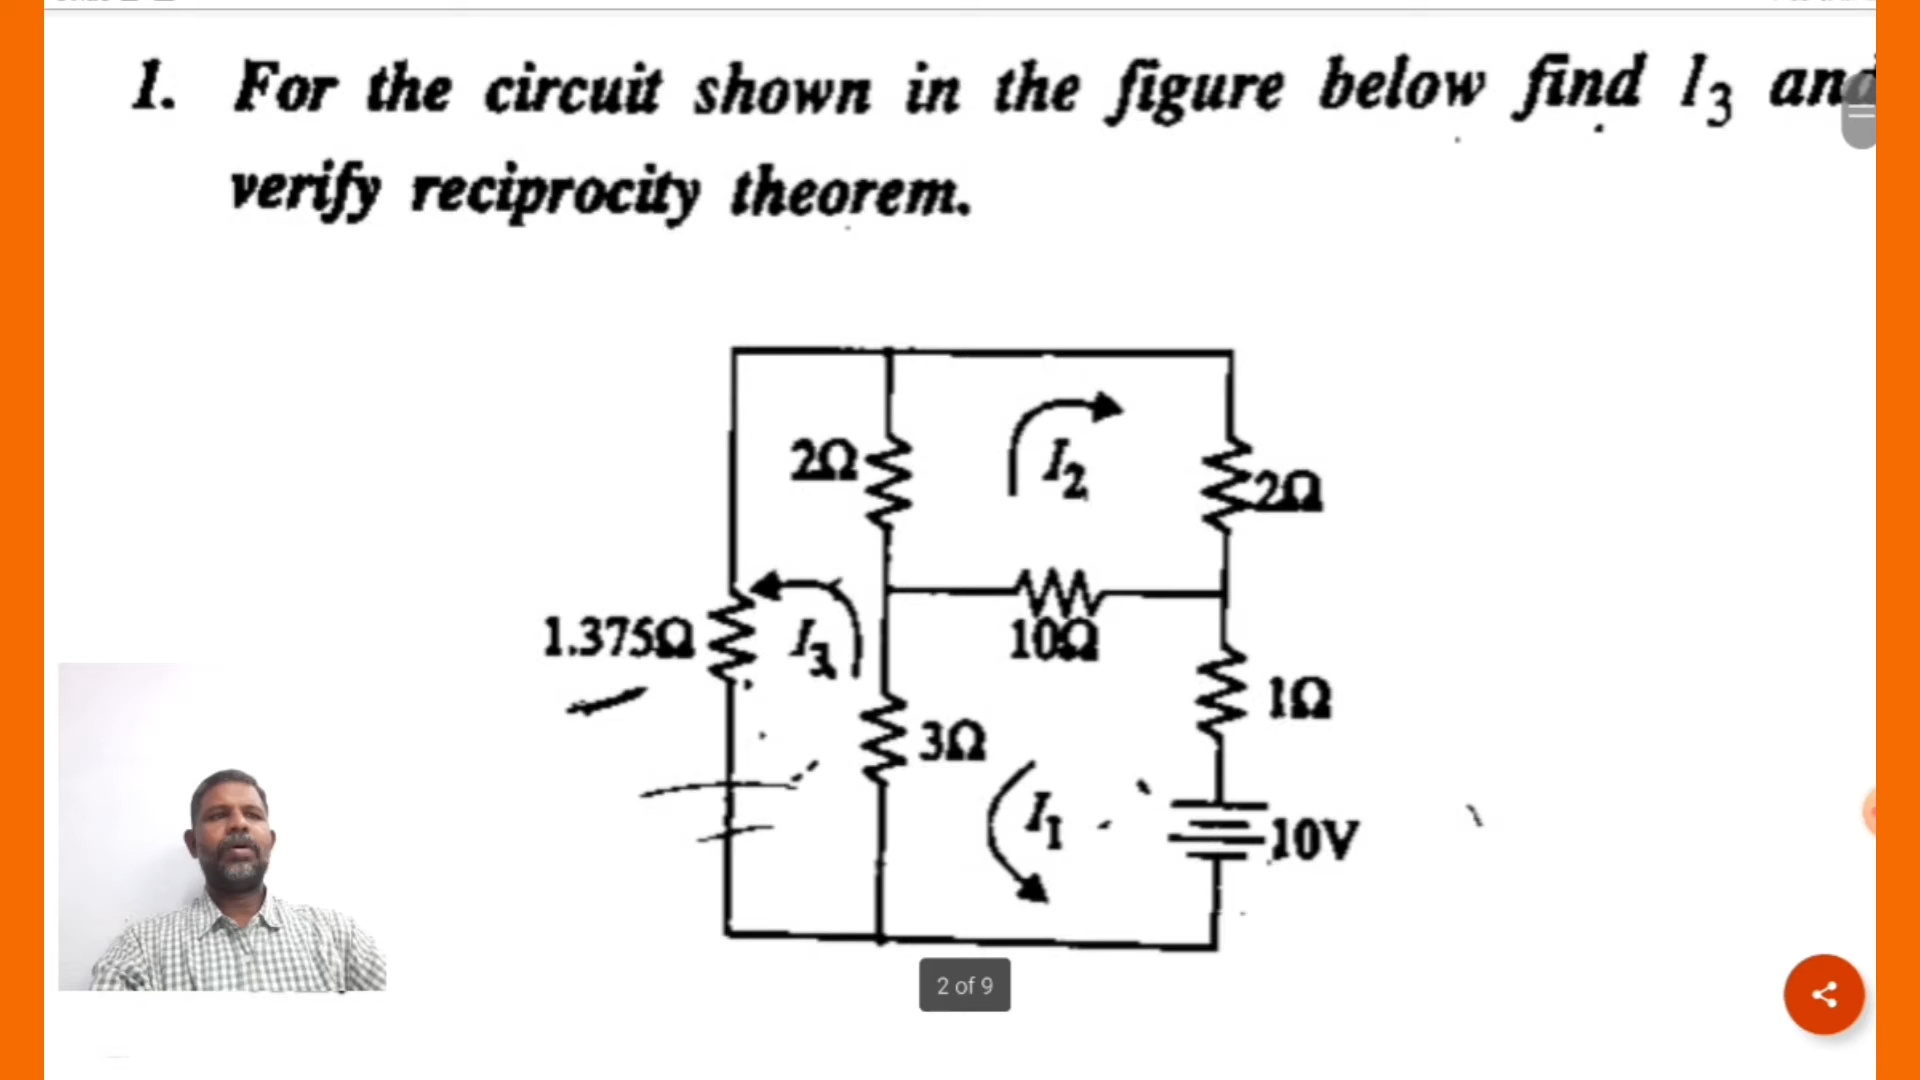 1. For the circuit shown in the figure below find I3 and
verify reciprocity theorem.
2Ω
I2
2Ω
1.375Ω
I3
10Ω
1Ω
3Ω
I1
10V
2 of 9